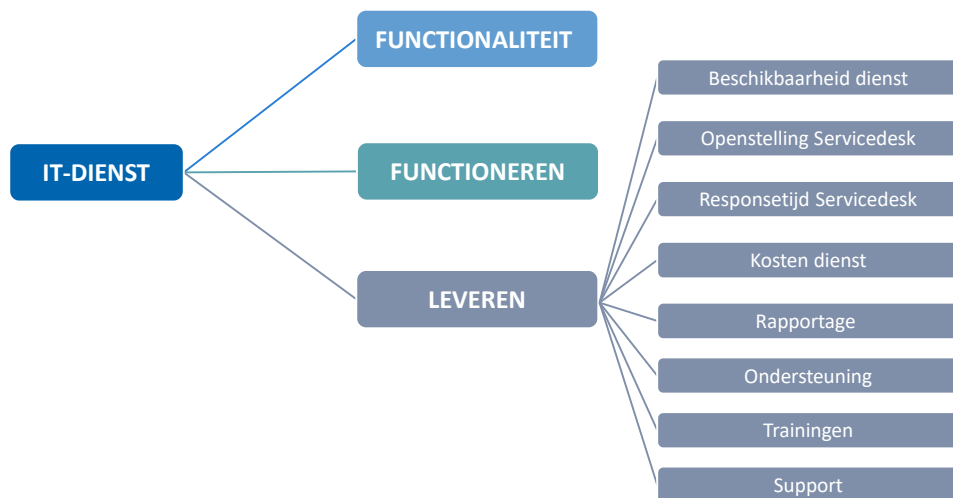 FUNCTIONALITEIT
IT-DIENST
FUNCTIONEREN
LEVEREN
Beschikbaarheid dienst
Openstelling Servicedesk
Responsetijd Servicedesk
Kosten dienst
Rapportage
Ondersteuning
Trainingen
Support